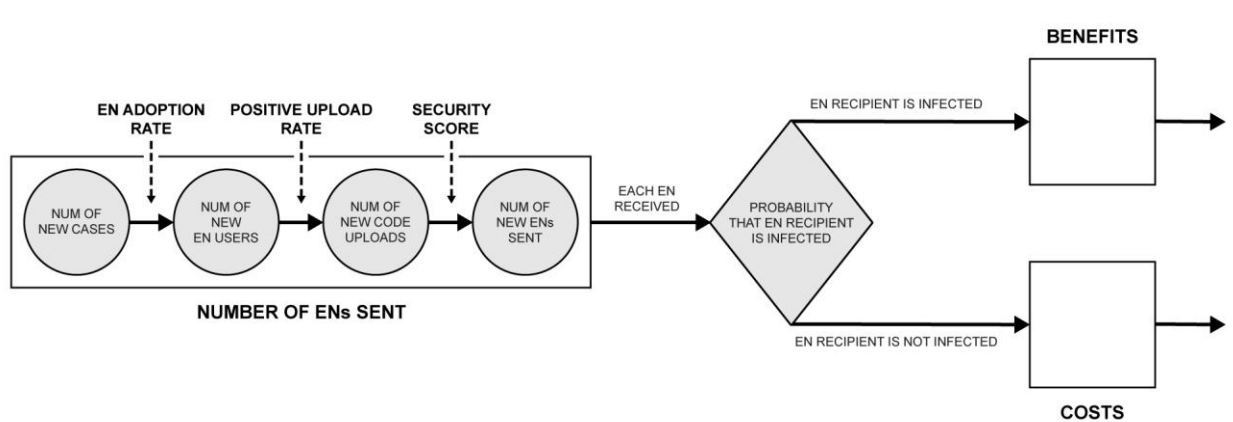 BENEFITS
EN ADOPTION
RATE
POSITIVE UPLOAD
RATE
SECURITY
SCORE
EN RECIPIENT IS INFECTED
NUM OF
NEW CASES
NUM OF
NEW
EN USERS
NUM OF
NEW CODE
UPLOADS
NUM OF
NEW ENs
SENT
EACH EN
RECEIVED
PROBABILITY
THAT EN RECIPIENT
IS INFECTED
NUMBER OF ENs SENT
EN RECIPIENT IS NOT INFECTED
COSTS